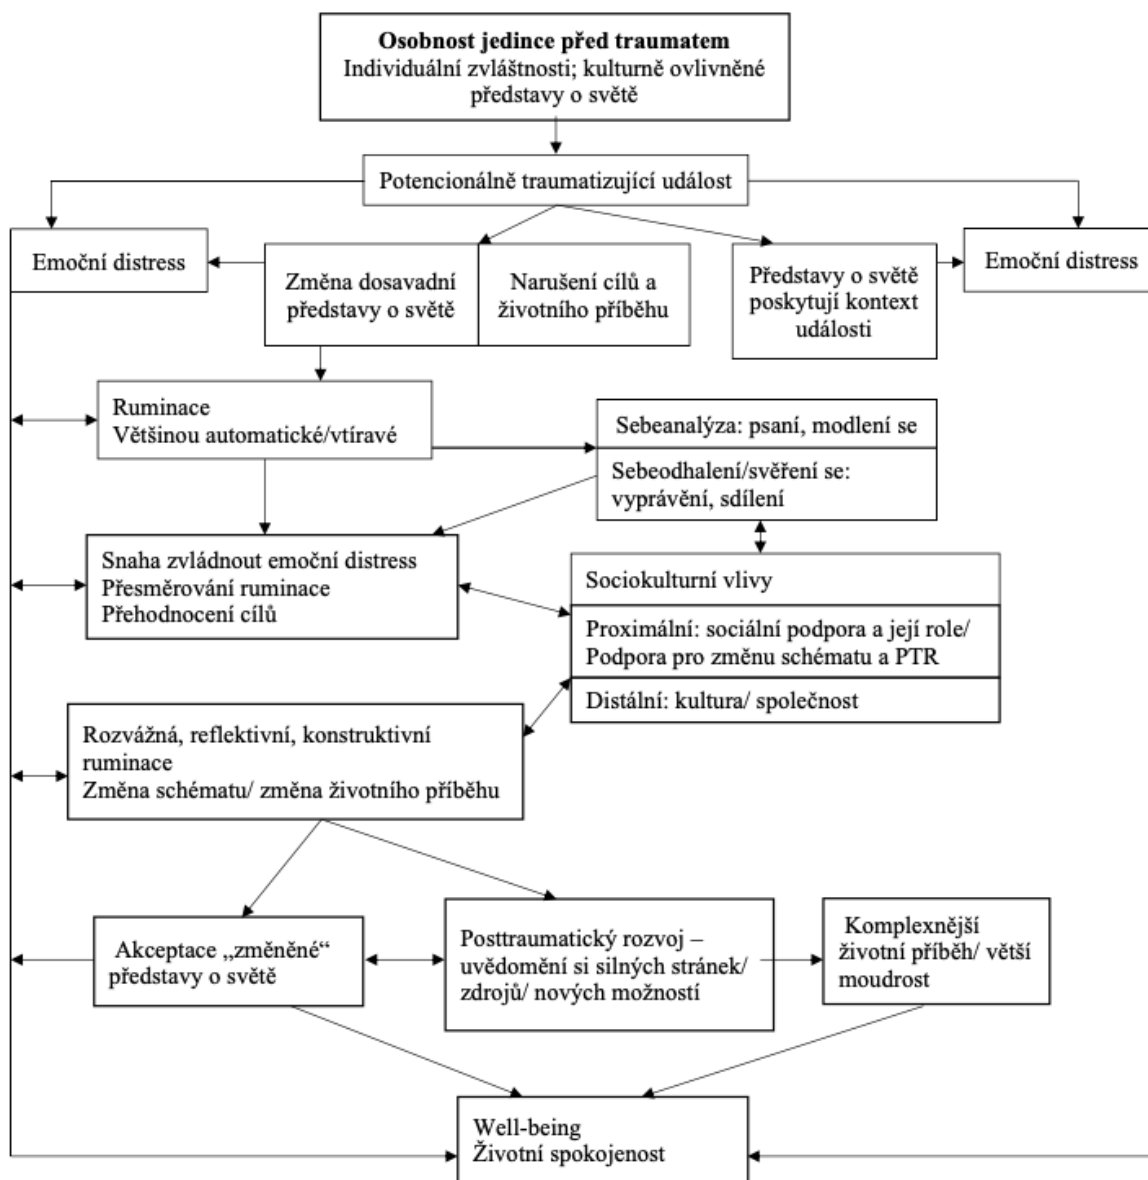 Osobnost jedince před traumatem
Individuální zvláštnosti; kulturně ovlivněné
představy o světě
Potencionálně traumatizující událost
Emoční distress
Změna dosavadní
představy o světě
Narušení cílů a
životního příběhu
Představy o světě
poskytují kontext
události
Emoční distress
Ruminace
Většinou automatické/vtíravé
Sebeanalýza: psaní, modlení se
Sebeodhalení/svěření se:
vyprávění, sdílení
Snaha zvládnout emoční distress
Přesměrování ruminace
Přehodnocení cílů
Sociokulturní vlivy
Proximální: sociální podpora a její role/
Podpora pro změnu schématu a PTR
Distální: kultura/ společnost
Rozvážná, reflektivní, konstruktivní
ruminace
Změna schématu/ změna životního příběhu
Akceptace „změněné“
představy o světě
Posttraumatický rozvoj –
uvědomění si silných stránek/
zdrojů/ nových možností
Komplexnější
životní příběh/ větší
moudrost
Well-being
Životní spokojenost